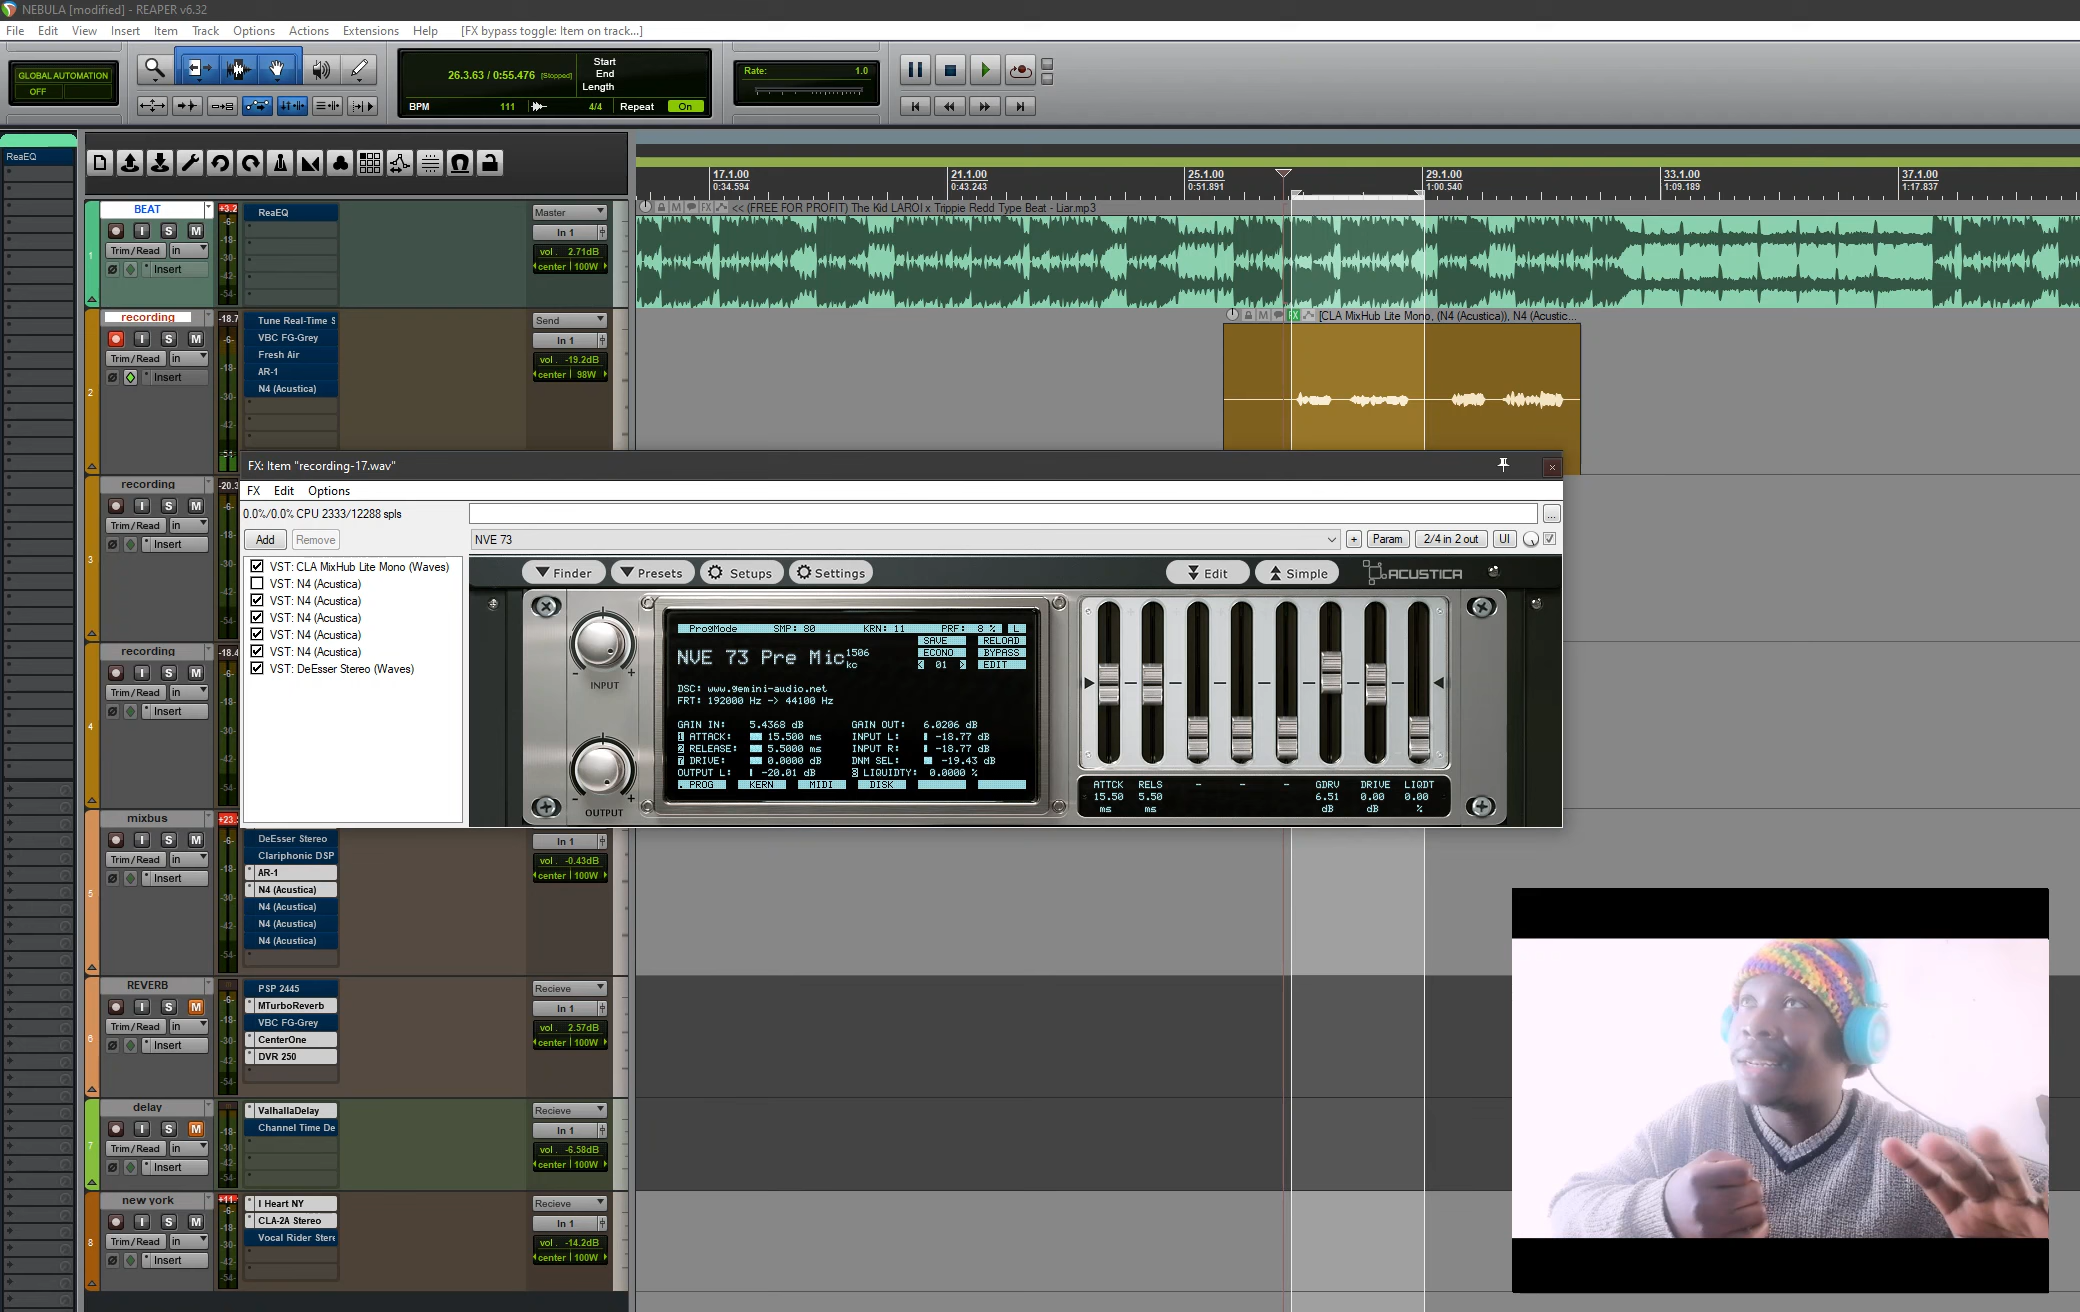 NEBULA [modified] - REAPER v6.32
File Edit View Insert Item Track Options Actions Extensions Help [FX bypass toggle: Item on track...]
GLOBAL AUTOMATION
OFF
26.3.63 / 0:55.476 [Stopped]
Start
End
Length
BPM 111 4/4 Repeat On
Rate: 1.0
ReaEQ
17.1.00 21.1.00 25.1.00 29.1.00 33.1.00 37.1.00
0:34.594 0:43.243 0:51.891 1:00.540 1:09.189 1:17.837
BEAT
+3.2
ReaEQ
Master
<< (FREE FOR PROFIT) The Kid LAROI x Trippie Redd Type Beat - Liar.mp3
I S M
In 1
Trim/Read in
vol. 2.71dB
center 100W
Insert
1
recording
-18.7
Tune Real-Time S
Send
[CLA MixHub Lite Mono, (N4 (Acustica)), N4 (Acustic...
I S M
VBC FG-Grey
In 1
Trim/Read in
Fresh Air
vol. -19.2dB
AR-1
center 98W
Insert
N4 (Acustica)
2
FX: Item "recording-17.wav"
FX Edit Options
0.0%/0.0% CPU 2333/12288 spls
Add Remove
NVE 73
+ Param 2/4 in 2 out UI
VST: CLA MixHub Lite Mono (Waves)
VST: N4 (Acustica)
VST: N4 (Acustica)
VST: N4 (Acustica)
VST: N4 (Acustica)
VST: N4 (Acustica)
VST: DeEsser Stereo (Waves)
Finder Presets Setups Settings Edit Simple ACUSTICA
INPUT
OUTPUT
ProgMode SMP: 80 KRN: 11 PRF: 8 % L
SAVE RELOAD
NVE 73 Pre Mic 1506 kc
ECONO BYPASS
< 01 > EDIT
DSC: www.gemini-audio.net
FRT: 192000 Hz -> 44100 Hz
GAIN IN: 5.4368 dB GAIN OUT: 6.0206 dB
1 ATTACK: 15.500 ms INPUT L: -18.77 dB
2 RELEASE: 5.5000 ms INPUT R: -18.77 dB
7 DRIVE: 0.0000 dB DNM SEL: -19.43 dB
OUTPUT L: -20.01 dB 8 LIQUIDTY: 0.0000 %
PROG KERN MIDI DISK
ATTCK RELS - - - GDRV DRIVE LIQDT
15.50 5.50 6.51 0.00 0.00
ms ms dB dB %
recording
-20.3
I S M
Trim/Read in
Insert
3
recording
-18.4
I S M
Trim/Read in
Insert
4
mixbus
+23.
DeEsser Stereo
In 1
I S M
Clariphonic DSP
Trim/Read in
vol. -0.43dB
AR-1
center 100W
Insert
N4 (Acustica)
5
N4 (Acustica)
N4 (Acustica)
N4 (Acustica)
REVERB
PSP 2445
Recieve
I S M
MTurboReverb
In 1
Trim/Read in
VBC FG-Grey
vol. 2.57dB
CenterOne
center 100W
Insert
DVR 250
6
delay
ValhallaDelay
Recieve
I S M
Channel Time De
In 1
Trim/Read in
vol. -6.58dB
center 100W
Insert
7
new york
+11.
I Heart NY
Recieve
I S M
CLA-2A Stereo
In 1
Trim/Read in
Vocal Rider Stere
vol. -14.2dB
center 100W
Insert
8